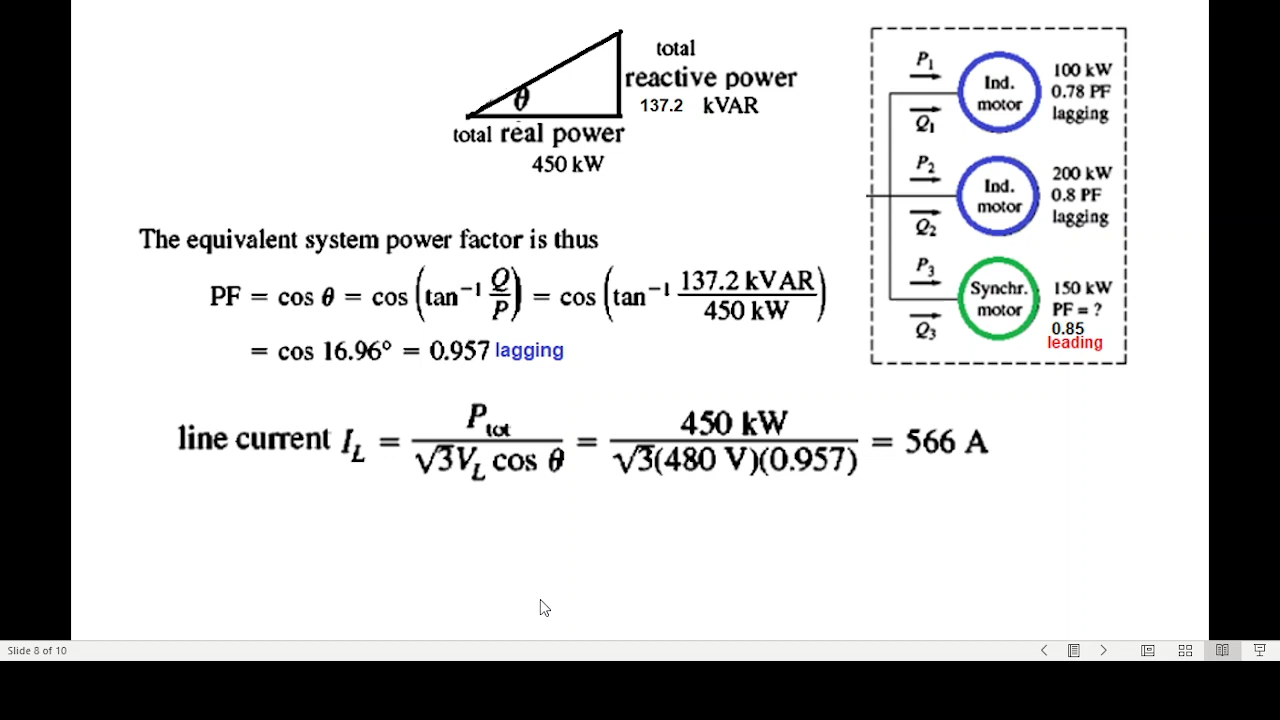 total
reactive power
137.2 kVAR
θ
total real power
450 kW
P₁
Q₁
Ind.
motor
100 kW
0.78 PF
lagging
P₂
Q₂
Ind.
motor
200 kW
0.8 PF
lagging
P₃
Q₃
Synchr.
motor
150 kW
PF = ?
0.85
leading
The equivalent system power factor is thus
PF = cos θ = cos (tan⁻¹ Q/P) = cos (tan⁻¹ 137.2 kVAR/450 kW)
= cos 16.96° = 0.957 lagging
line current I_L = P_tot/√3V_L cos θ = 450 kW/√3(480 V)(0.957) = 566 A
Slide 8 of 10